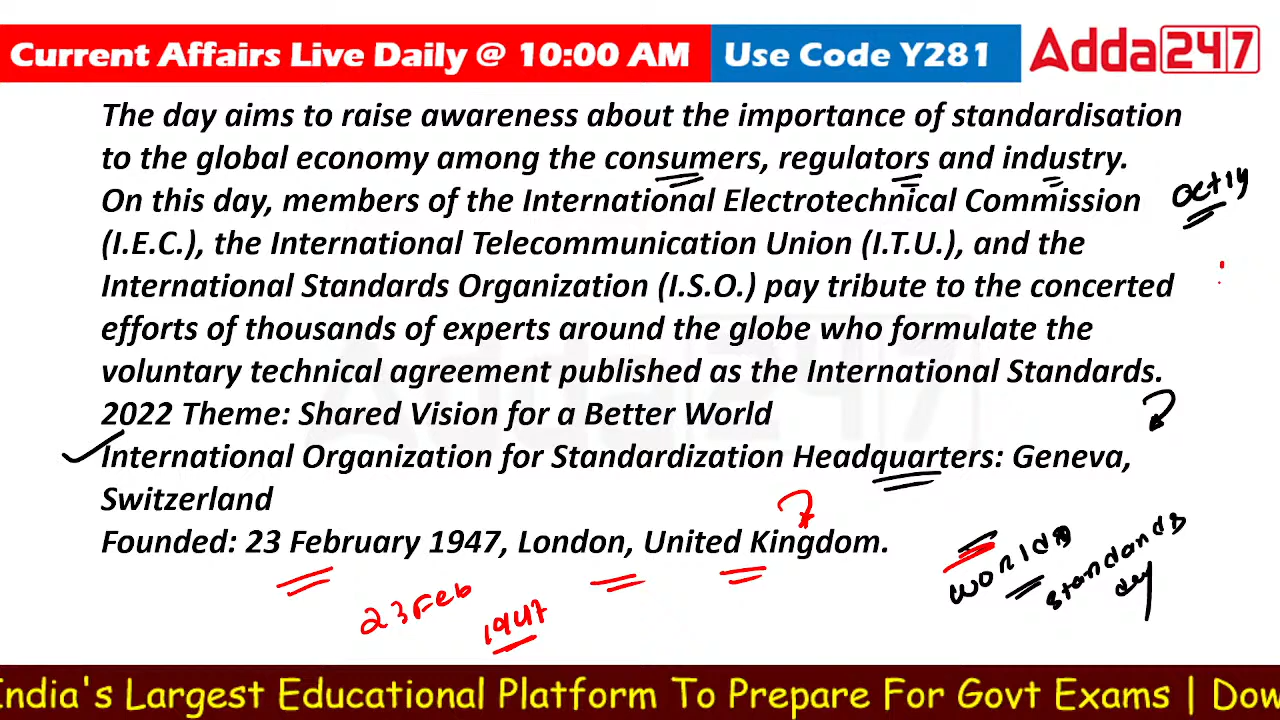 Current Affairs Live Daily @ 10:00 AM
Use Code Y281
Adda247
The day aims to raise awareness about the importance of standardisation
to the global economy among the consumers, regulators and industry.
On this day, members of the International Electrotechnical Commission
oct 14
(I.E.C.), the International Telecommunication Union (I.T.U.), and the
International Standards Organization (I.S.O.) pay tribute to the concerted
efforts of thousands of experts around the globe who formulate the
voluntary technical agreement published as the International Standards.
2022 Theme: Shared Vision for a Better World
International Organization for Standardization Headquarters: Geneva,
Switzerland
Founded: 23 February 1947, London, United Kingdom.
23 Feb
1947
World
standards
day
India's Largest Educational Platform To Prepare For Govt Exams | Dow